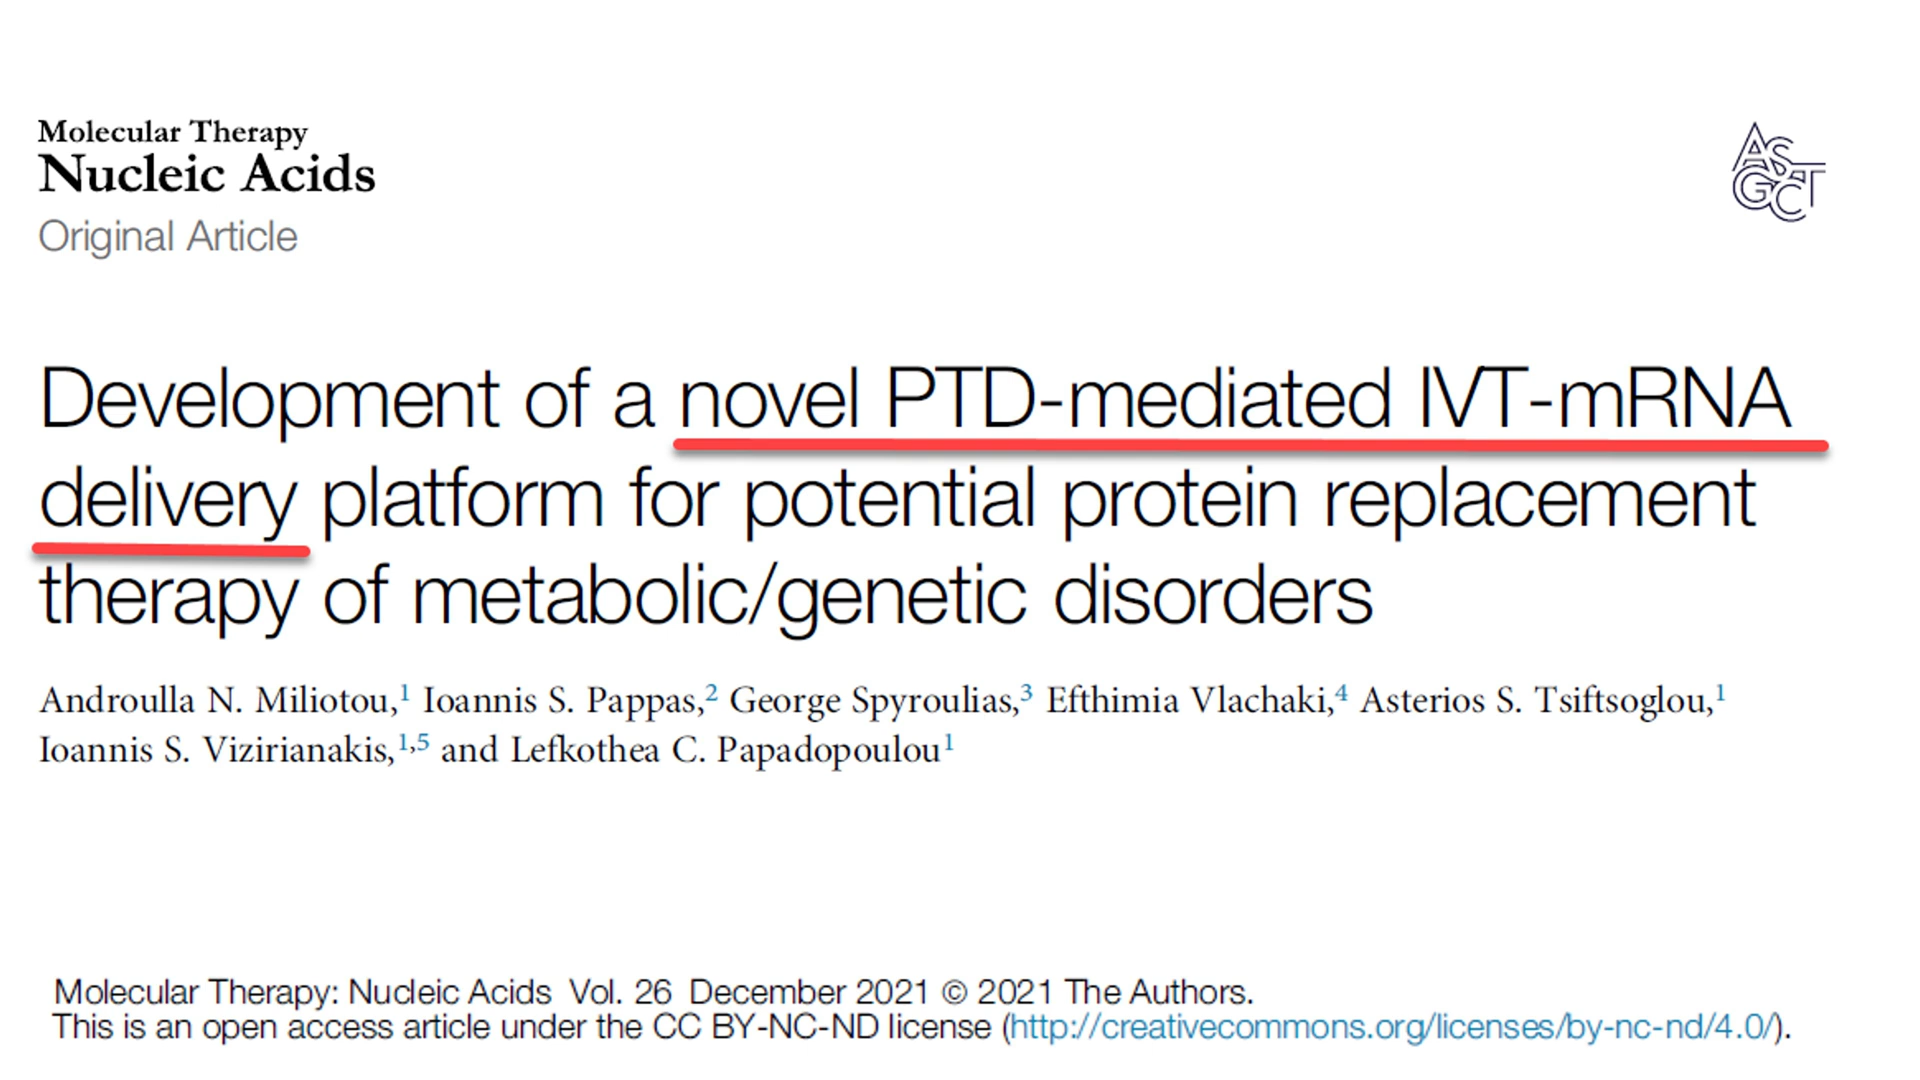 Molecular Therapy
Nucleic Acids
Original Article
ASGCT
Development of a novel PTD-mediated IVT-mRNA
delivery platform for potential protein replacement
therapy of metabolic/genetic disorders
Androulla N. Miliotou,1 Ioannis S. Pappas,2 George Spyroulias,3 Efthimia Vlachaki,4 Asterios S. Tsiftsoglou,1
Ioannis S. Vizirianakis,1,5 and Lefkothea C. Papadopoulou1
Molecular Therapy: Nucleic Acids Vol. 26 December 2021 © 2021 The Authors.
This is an open access article under the CC BY-NC-ND license (http://creativecommons.org/licenses/by-nc-nd/4.0/).